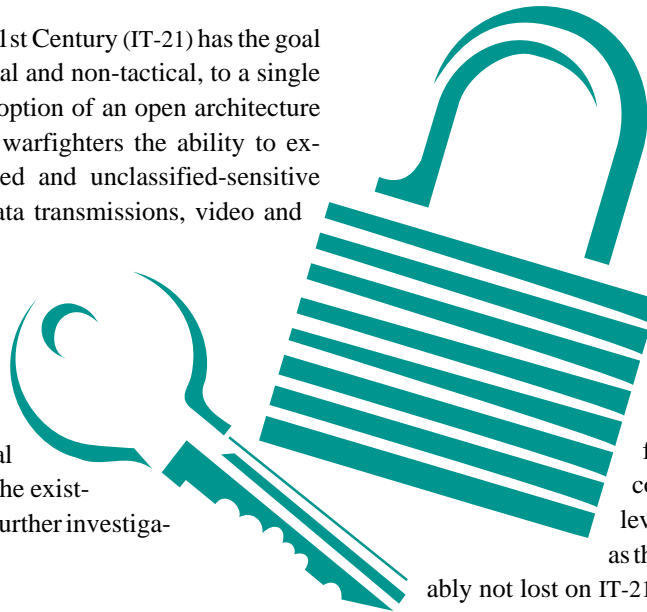 1st Century (IT-21) has the goal
al and non-tactical, to a single
option of an open architecture
warfighters the ability to ex-
ed and unclassified-sensitive
ata transmissions, video and
al
he exist-
urther investiga-
f
co
lev
as th
ably not lost on IT-21